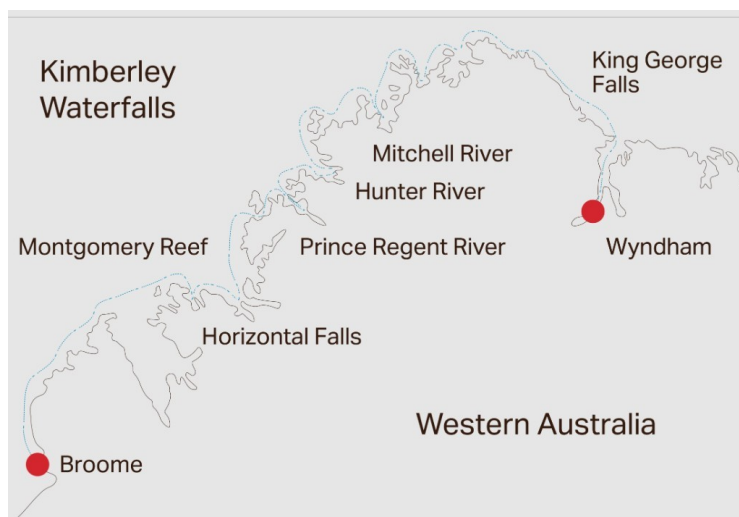 Kimberley
Waterfalls
King George
Falls
Mitchell River
Hunter River
Montgomery Reef
Prince Regent River
Wyndham
Horizontal Falls
Western Australia
Broome